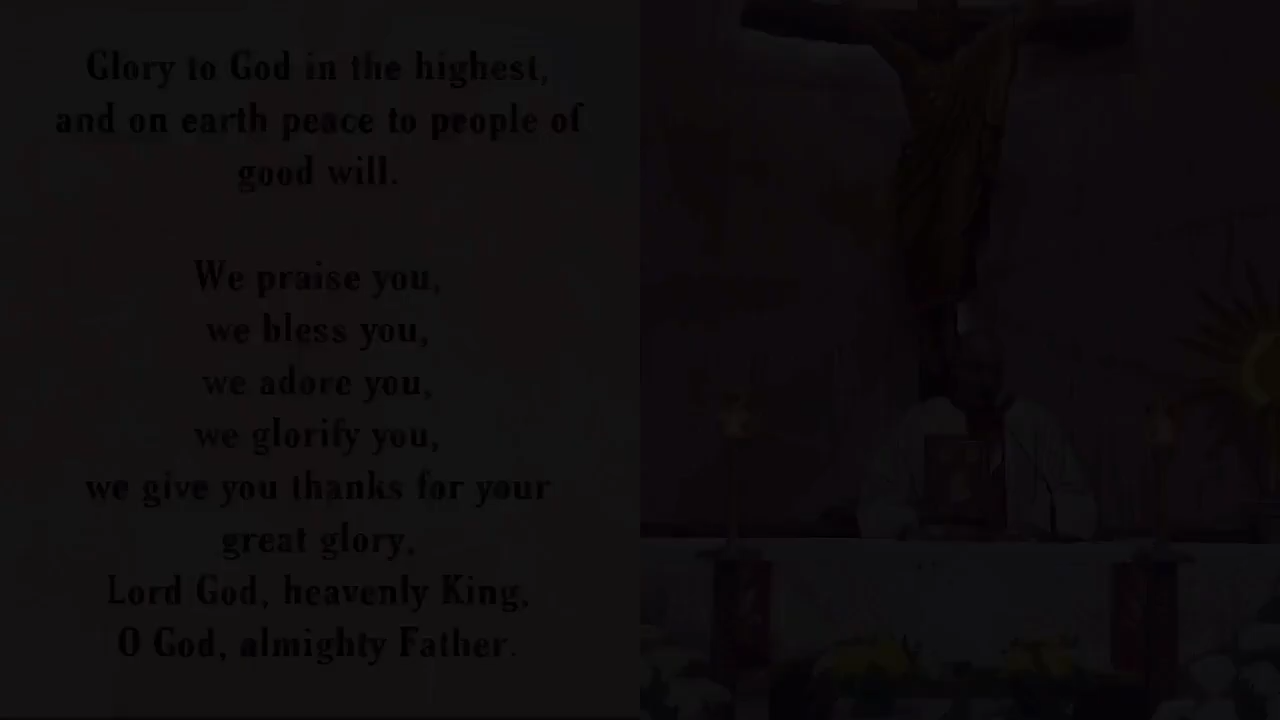 Glory to God in the highest,
and on earth peace to people of
good will.
We praise you,
we bless you,
we adore you,
we glorify you,
we give you thanks for your
great glory,
Lord God, heavenly King,
O God, almighty Father.